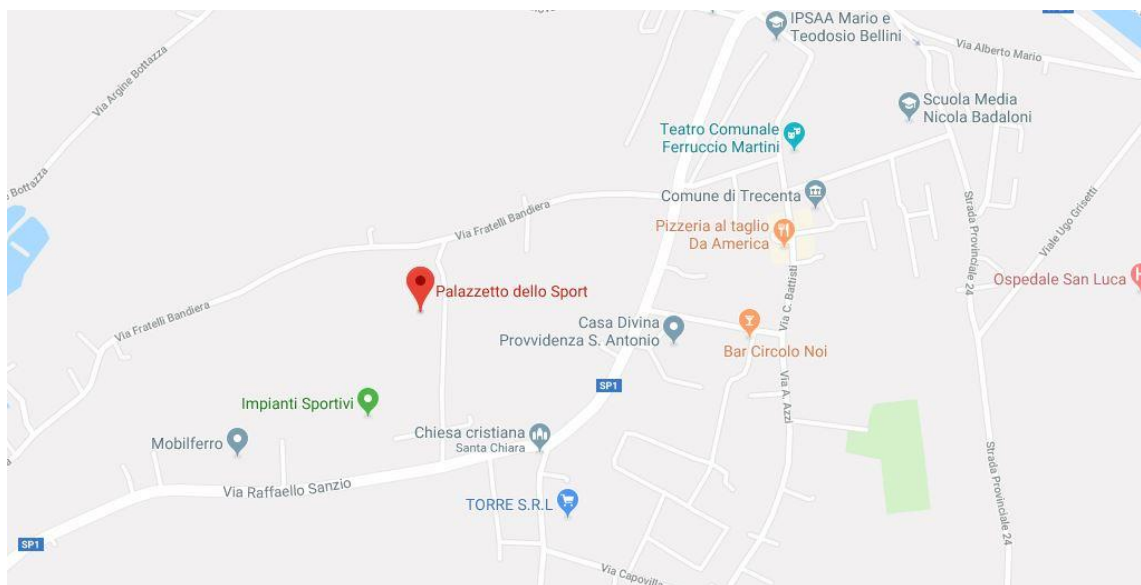 IPSAA Mario e
Teodosio Bellini
Via Alberto Mario
Via Argine Bottazza
Scuola Media
Nicola Badaloni
Teatro Comunale
Ferruccio Martini
Bottazza
Comune di Trecenta
Via Fratelli Bandiera
Pizzeria al taglio
Da America
Strada Provinciale 24
Viale Ugo Grisetti
Ospedale San Luca
H
Palazzetto dello Sport
Via C. Battisti
Via Fratelli Bandiera
Casa Divina
Provvidenza S. Antonio
Bar Circolo Noi
SP1
Via A. Azzi
Impianti Sportivi
Mobilferro
Chiesa cristiana
Santa Chiara
Via Raffaello Sanzio
TORRE S.R.L
Strada Provinciale 24
SP1
Via Capovilla